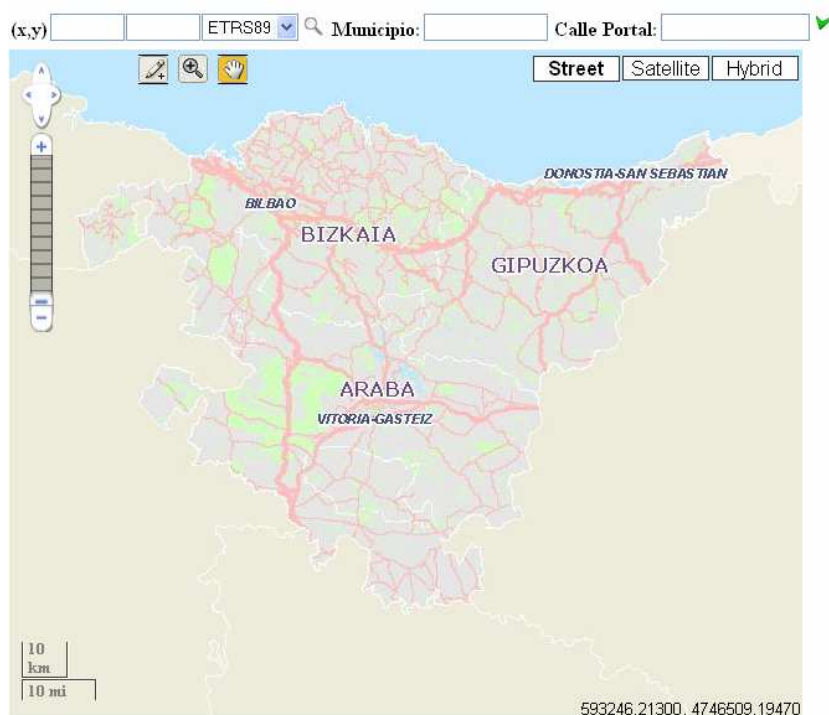 (x,y) ETRS89 Municipio: Calle Portal:
Street Satellite Hybrid
DONOSTIA-SAN SEBASTIAN
BILBAO
BIZKAIA
GIPUZKOA
ARABA
VITORIA-GASTEIZ
10
km
10 mi
593246.21300, 4746509.19470